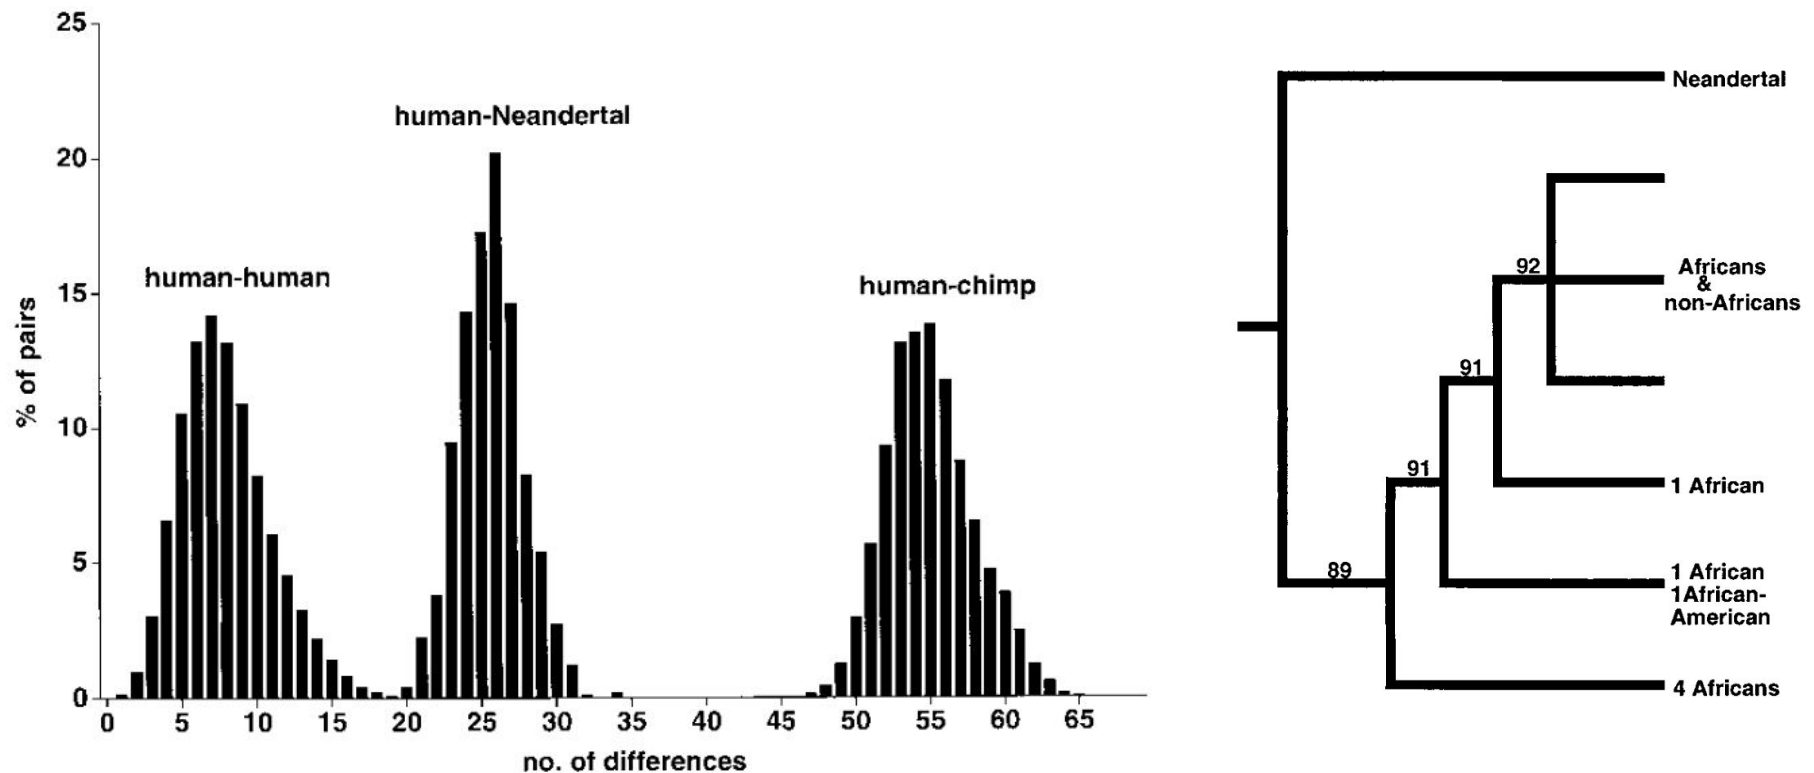 25
20
15
10
5
0
% of pairs
human-human
human-Neandertal
human-chimp
0 5 10 15 20 25 30 35 40 45 50 55 60 65
no. of differences
Neandertal
92
Africans
&
non-Africans
91
91
1 African
89
1 African
1African-
American
4 Africans